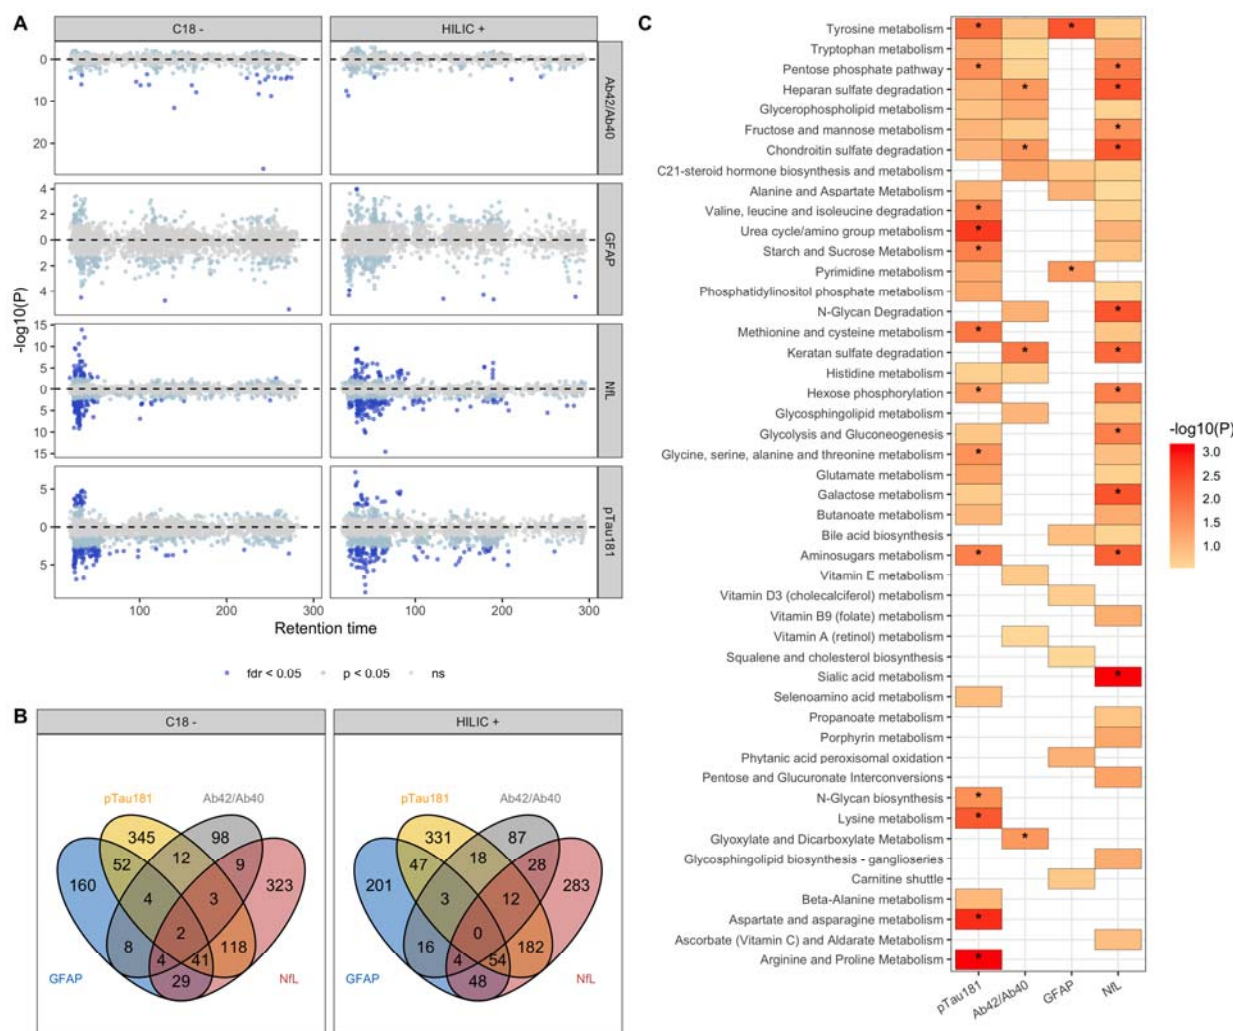 A
C18 -
HILIC +
0
10
20
Ab42/Ab40
4
2
0
2
4
GFAP
15
10
5
0
5
10
15
NfL
5
0
5
pTau181
-log10(P)
100
200
300
100
200
300
Retention time
fdr < 0.05
p < 0.05
ns
B
C18 -
HILIC +
pTau181
Ab42/Ab40
345
98
52
12
9
160
4
3
323
2
8
4
41
118
29
GFAP
NfL
pTau181
Ab42/Ab40
331
87
47
18
28
201
3
12
283
0
16
4
54
182
48
GFAP
NfL
C
Tyrosine metabolism
Tryptophan metabolism
Pentose phosphate pathway
Heparan sulfate degradation
Glycerophospholipid metabolism
Fructose and mannose metabolism
Chondroitin sulfate degradation
C21-steroid hormone biosynthesis and metabolism
Alanine and Aspartate Metabolism
Valine, leucine and isoleucine degradation
Urea cycle/amino group metabolism
Starch and Sucrose Metabolism
Pyrimidine metabolism
Phosphatidylinositol phosphate metabolism
N-Glycan Degradation
Methionine and cysteine metabolism
Keratan sulfate degradation
Histidine metabolism
Hexose phosphorylation
Glycosphingolipid metabolism
Glycolysis and Gluconeogenesis
Glycine, serine, alanine and threonine metabolism
Glutamate metabolism
Galactose metabolism
Butanoate metabolism
Bile acid biosynthesis
Aminosugars metabolism
Vitamin E metabolism
Vitamin D3 (cholecalciferol) metabolism
Vitamin B9 (folate) metabolism
Vitamin A (retinol) metabolism
Squalene and cholesterol biosynthesis
Sialic acid metabolism
Selenoamino acid metabolism
Propanoate metabolism
Porphyrin metabolism
Phytanic acid peroxisomal oxidation
Pentose and Glucuronate Interconversions
N-Glycan biosynthesis
Lysine metabolism
Glyoxylate and Dicarboxylate Metabolism
Glycosphingolipid biosynthesis - ganglioseries
Carnitine shuttle
Beta-Alanine metabolism
Aspartate and asparagine metabolism
Ascorbate (Vitamin C) and Aldarate Metabolism
Arginine and Proline Metabolism
pTau181
Ab42/Ab40
GFAP
NfL
-log10(P)
3.0
2.5
2.0
1.5
1.0